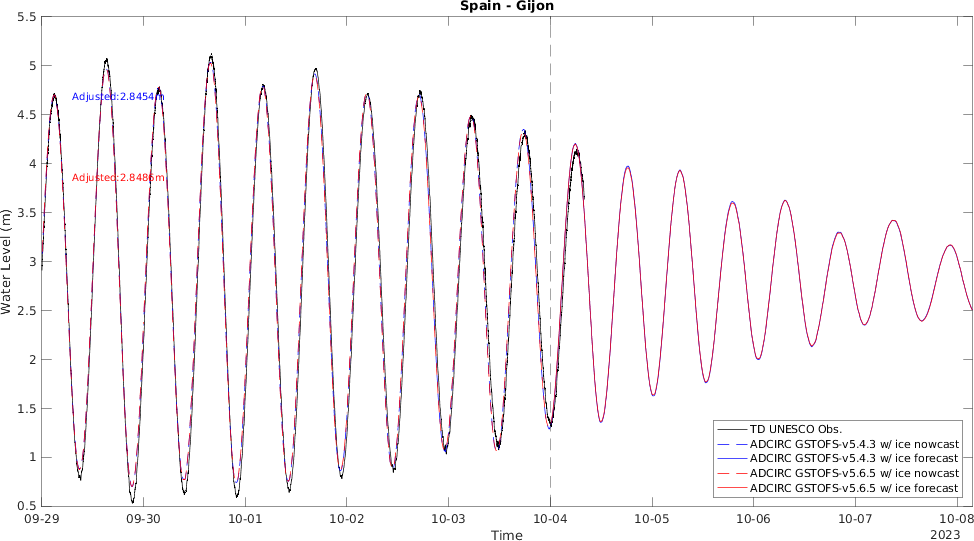 Spain - Gijon
5.5
5
4.5
4
3.5
3
2.5
2
1.5
1
0.5
Water Level (m)
Adjusted:2.8454m
Adjusted:2.8486m
TD UNESCO Obs.
ADCIRC GSTOFS-v5.4.3 w/ ice nowcast
ADCIRC GSTOFS-v5.4.3 w/ ice forecast
ADCIRC GSTOFS-v5.6.5 w/ ice nowcast
ADCIRC GSTOFS-v5.6.5 w/ ice forecast
09-29 09-30 10-01 10-02 10-03 10-04 10-05 10-06 10-07 10-08
Time
2023